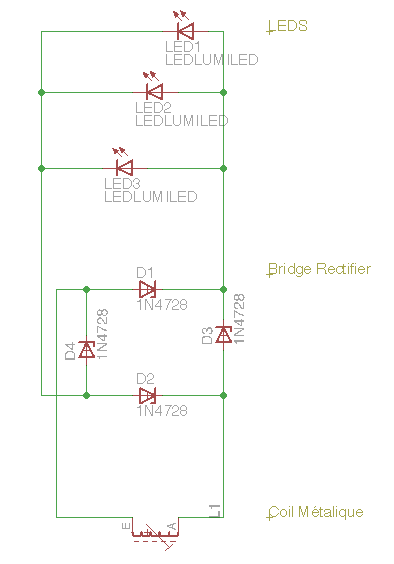 LEDS
LED1
LEDLUMILED
LED2
LEDLUMILED
LED3
LEDLUMILED
Bridge Rectifier
D1
1N4728
D3
1N4728
D4
1N4728
D2
1N4728
L1
Coil Métalique
E
A